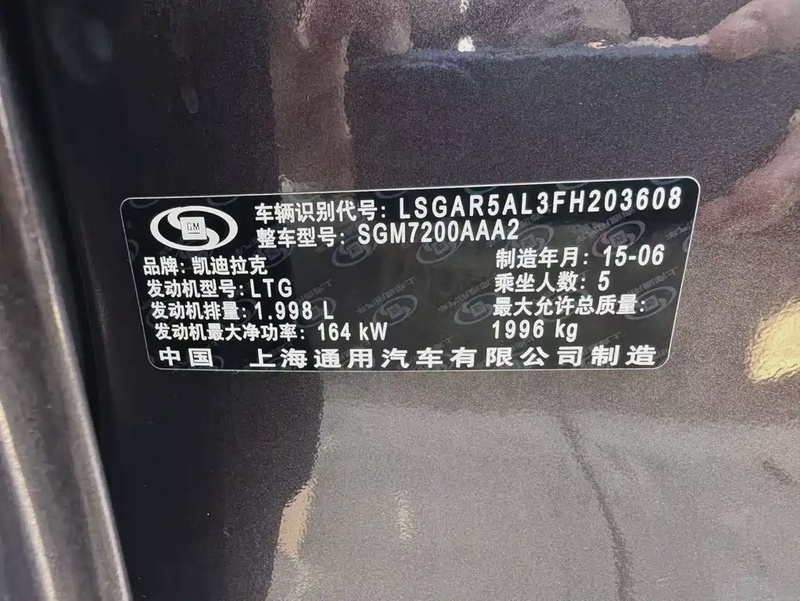 GM
车辆识别代号: LSGAR5AL3FH203608
整车型号: SGM7200AAA2
品牌: 凯迪拉克
制造年月: 15-06
发动机型号: LTG
乘坐人数: 5
发动机排量: 1.998 L
最大允许总质量:
发动机最大净功率: 164 kW
1996 kg
中国 上海通用汽车有限公司制造